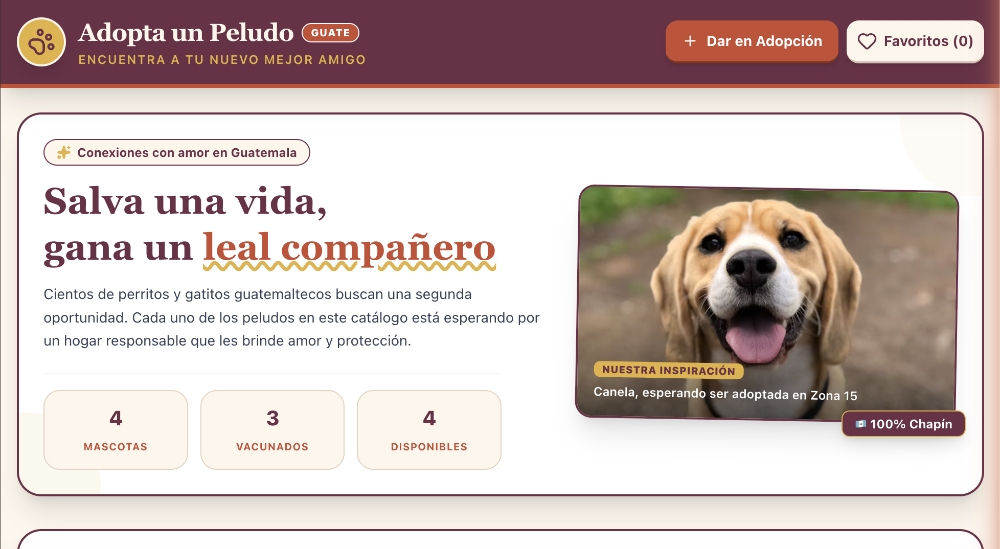 Adopta un Peludo GUATE
ENCUENTRA A TU NUEVO MEJOR AMIGO
+ Dar en Adopción
Favoritos (0)
Conexiones con amor en Guatemala
Salva una vida,
gana un leal compañero
Cientos de perritos y gatitos guatemaltecos buscan una segunda
oportunidad. Cada uno de los peludos en este catálogo está esperando por
un hogar responsable que les brinde amor y protección.
4
MASCOTAS
3
VACUNADOS
4
DISPONIBLES
NUESTRA INSPIRACIÓN
Canela, esperando ser adoptada en Zona 15
🇬🇹 100% Chapín